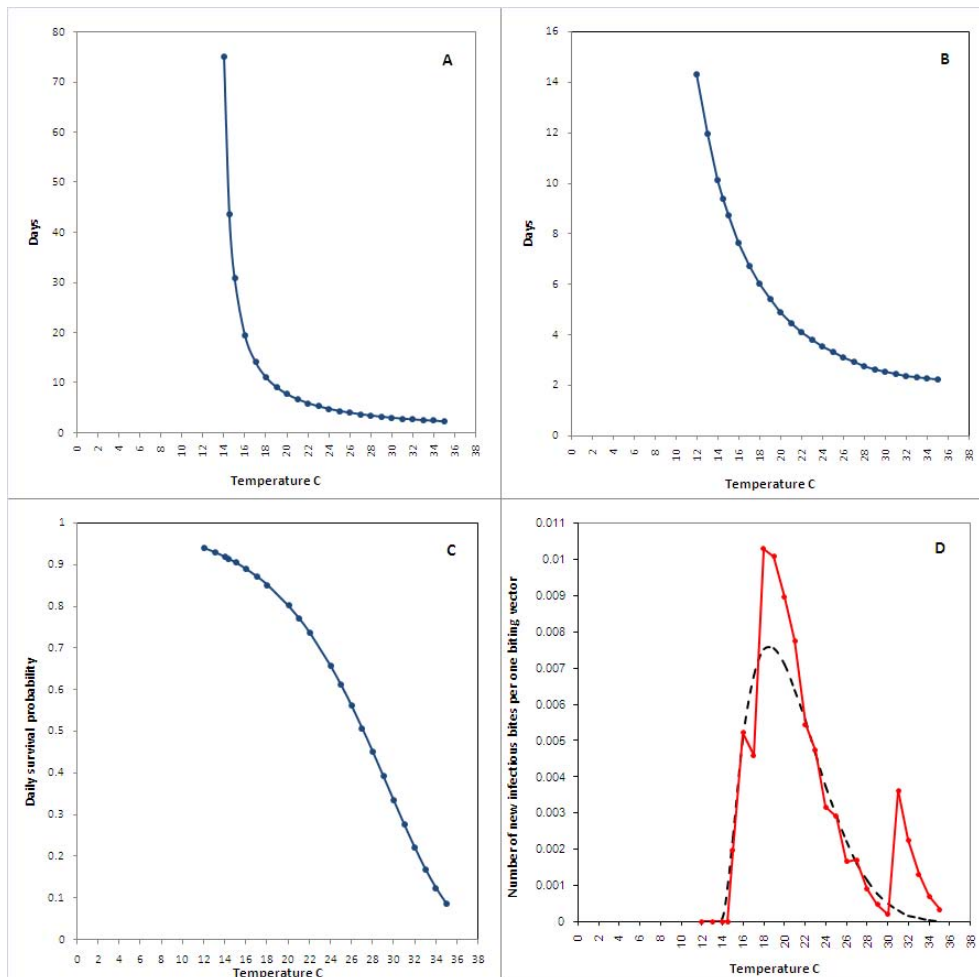 A
80
70
60
50
40
30
20
10
0
Days
0 2 4 6 8 10 12 14 16 18 20 22 24 26 28 30 32 34 36 38
Temperature C
B
16
14
12
10
8
6
4
2
0
Days
0 2 4 6 8 10 12 14 16 18 20 22 24 26 28 30 32 34 36 38
Temperature C
C
1
0.9
0.8
0.7
0.6
0.5
0.4
0.3
0.2
0.1
0
Daily survival probability
0 2 4 6 8 10 12 14 16 18 20 22 24 26 28 30 32 34 36 38
Temperature C
D
0.011
0.01
0.009
0.008
0.007
0.006
0.005
0.004
0.003
0.002
0.001
0
Number of new infectious bites per one biting vector
0 2 4 6 8 10 12 14 16 18 20 22 24 26 28 30 32 34 36 38
Temperature C